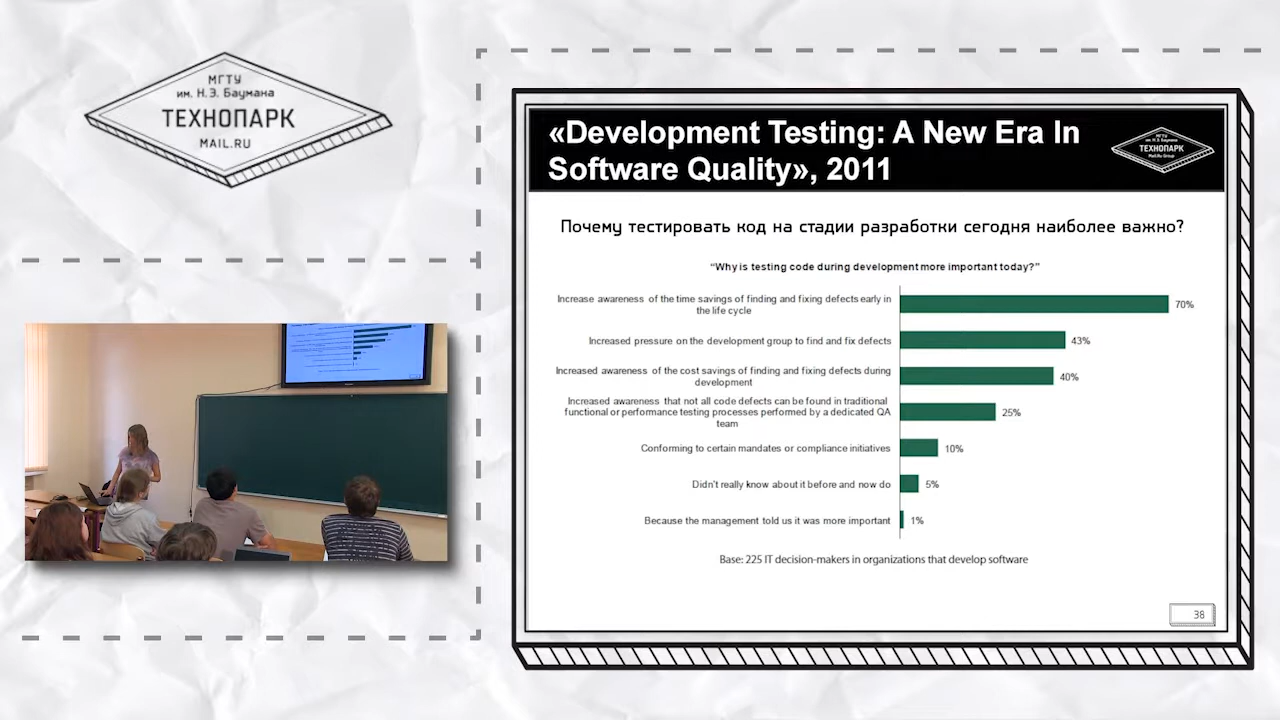 МГТУ
им. Н.Э. Баумана
ТЕХНОПАРК
MAIL.RU
«Development Testing: A New Era In
Software Quality», 2011
МГТУ
им. Н.Э. Баумана
ТЕХНОПАРК
Mail.Ru Group
Почему тестировать код на стадии разработки сегодня наиболее важно?
“Why is testing code during development more important today?”
Increase awareness of the time savings of finding and fixing defects early in
the life cycle
70%
Increased pressure on the development group to find and fix defects
43%
Increased awareness of the cost savings of finding and fixing defects during
development
40%
Increased awareness that not all code defects can be found in traditional
functional or performance testing processes performed by a dedicated QA
team
25%
Conforming to certain mandates or compliance initiatives
10%
Didn't really know about it before and now do
5%
Because the management told us it was more important
1%
Base: 225 IT decision-makers in organizations that develop software
38